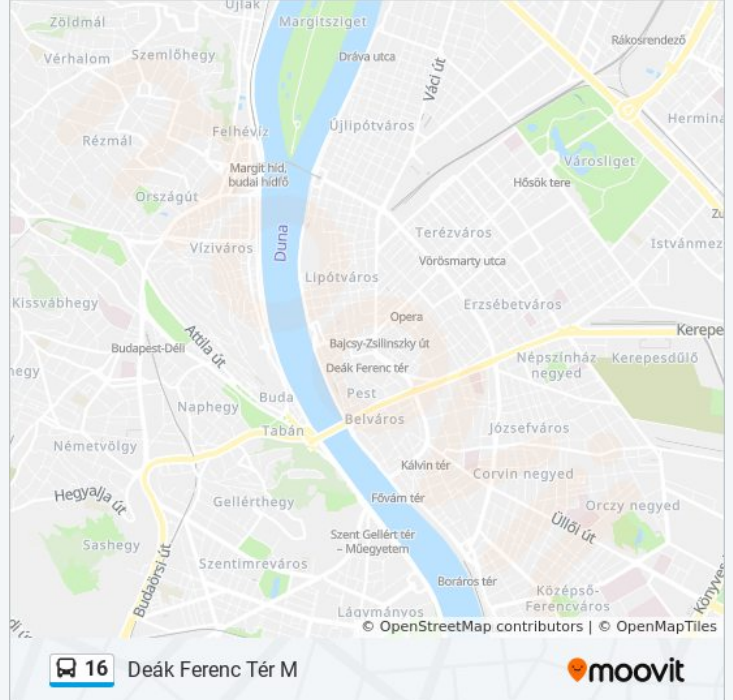 Újlak
Zöldmál
Margitsziget
Rákosrendező
Vérhalom
Szemlőhegy
Dráva utca
Váci út
Hermina
Rézmál
Felhévíz
Újlipótváros
Városliget
Margit híd,
budai hídfő
Hősök tere
Országút
Zu
Terézváros
Istvánmez
Víziváros
Duna
Vörösmarty utca
Lipótváros
Kissvábhegy
Erzsébetváros
Opera
Attila út
Kerepe
Budapest-Déli
Bajcsy-Zsilinszky út
Népszínház
negyed
Kerepesdűlő
Deák Ferenc tér
negy
Pest
Buda
Naphegy
Belváros
Tabán
Józsefváros
Németvölgy
Kálvin tér
Corvin negyed
Hegyalja út
Fővám tér
Gellérthegy
Orczy negyed
Üllői út
Szent Gellért tér
– Műegyetem
Sashegy
Szentimreváros
Budaörsi út
Boráros tér
Középső-
Ferencváros
Könyves
Lágymányos
di ú
© OpenStreetMap contributors | © OpenMapTiles
16 Deák Ferenc Tér M
moovit